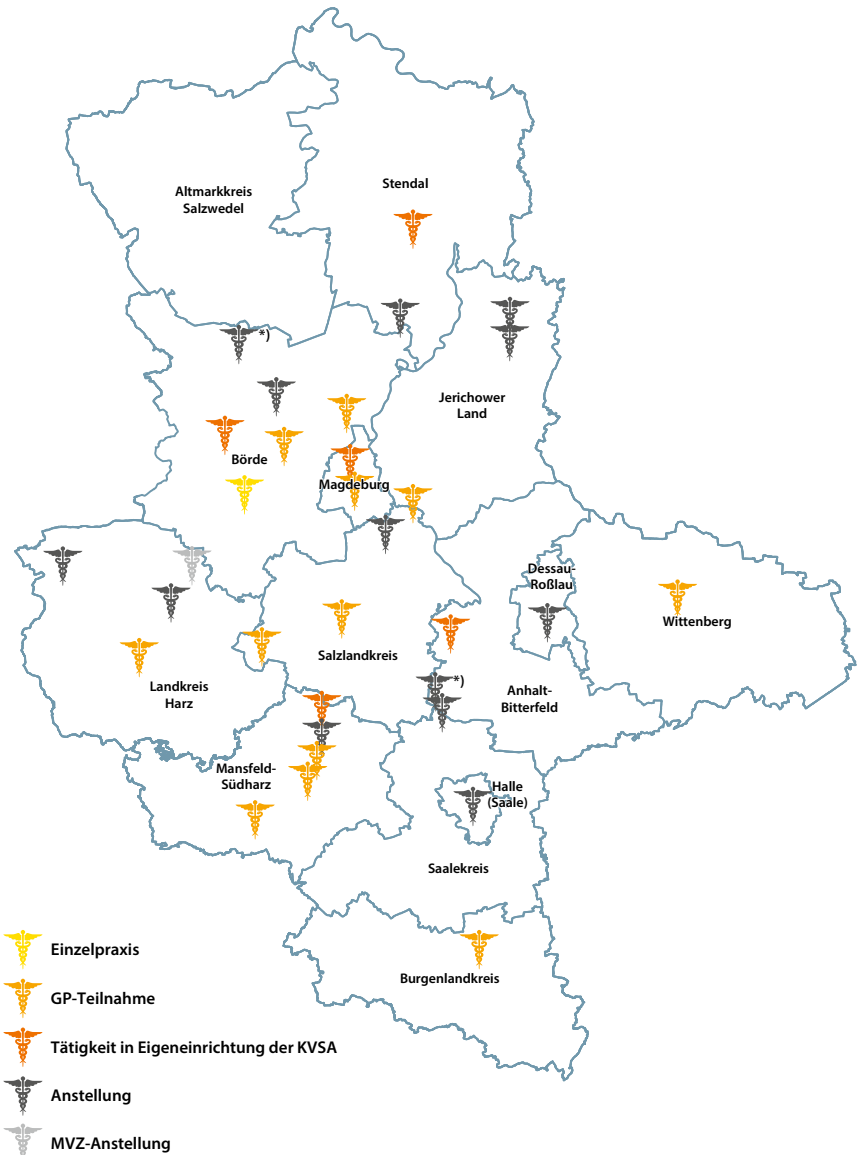 Stendal
Altmarkkreis
Salzwedel
*)
Jerichower
Land
Börde
Magdeburg
Dessau-
Roßlau
Wittenberg
Salzlandkreis
*)
Landkreis
Harz
Anhalt-
Bitterfeld
Mansfeld-
Südharz
Halle
(Saale)
Saalekreis
Burgenlandkreis
Einzelpraxis
GP-Teilnahme
Tätigkeit in Eigeneinrichtung der KVSA
Anstellung
MVZ-Anstellung